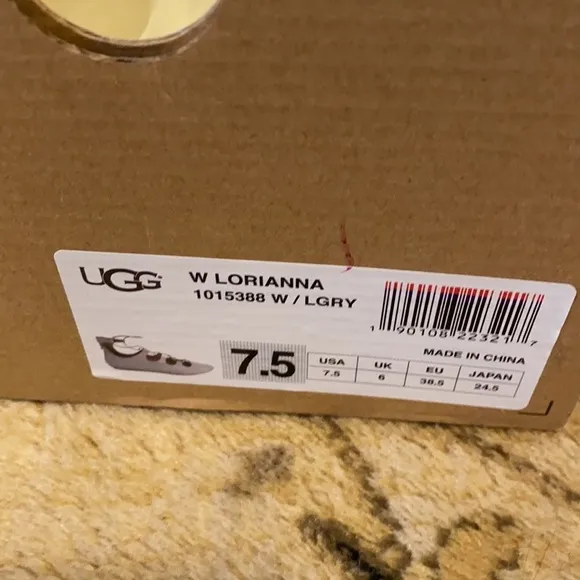 UGG
W LORIANNA
1015388 W / LGRY
1 90108 22321 7
MADE IN CHINA
7.5
USA UK EU JAPAN
7.5 6 38.5 24.5